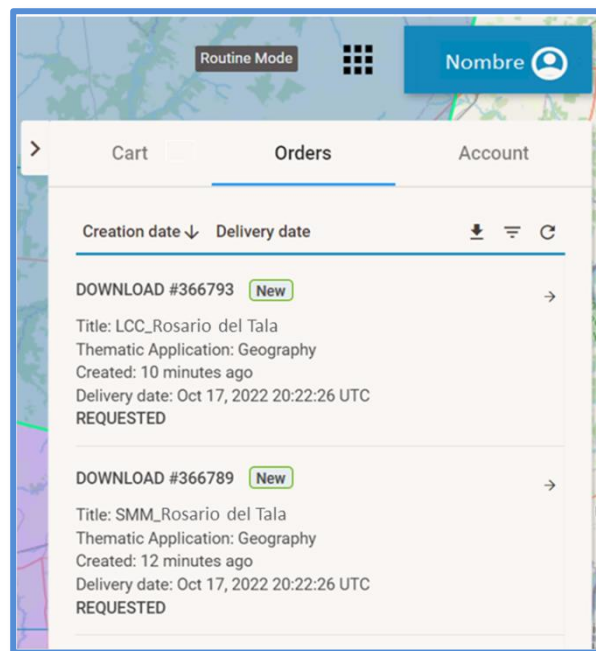 Routine Mode
Nombre
Cart
Orders
Account
Creation date ↓ Delivery date
DOWNLOAD #366793 New
Title: LCC_Rosario del Tala
Thematic Application: Geography
Created: 10 minutes ago
Delivery date: Oct 17, 2022 20:22:26 UTC
REQUESTED
DOWNLOAD #366789 New
Title: SMM_Rosario del Tala
Thematic Application: Geography
Created: 12 minutes ago
Delivery date: Oct 17, 2022 20:22:26 UTC
REQUESTED